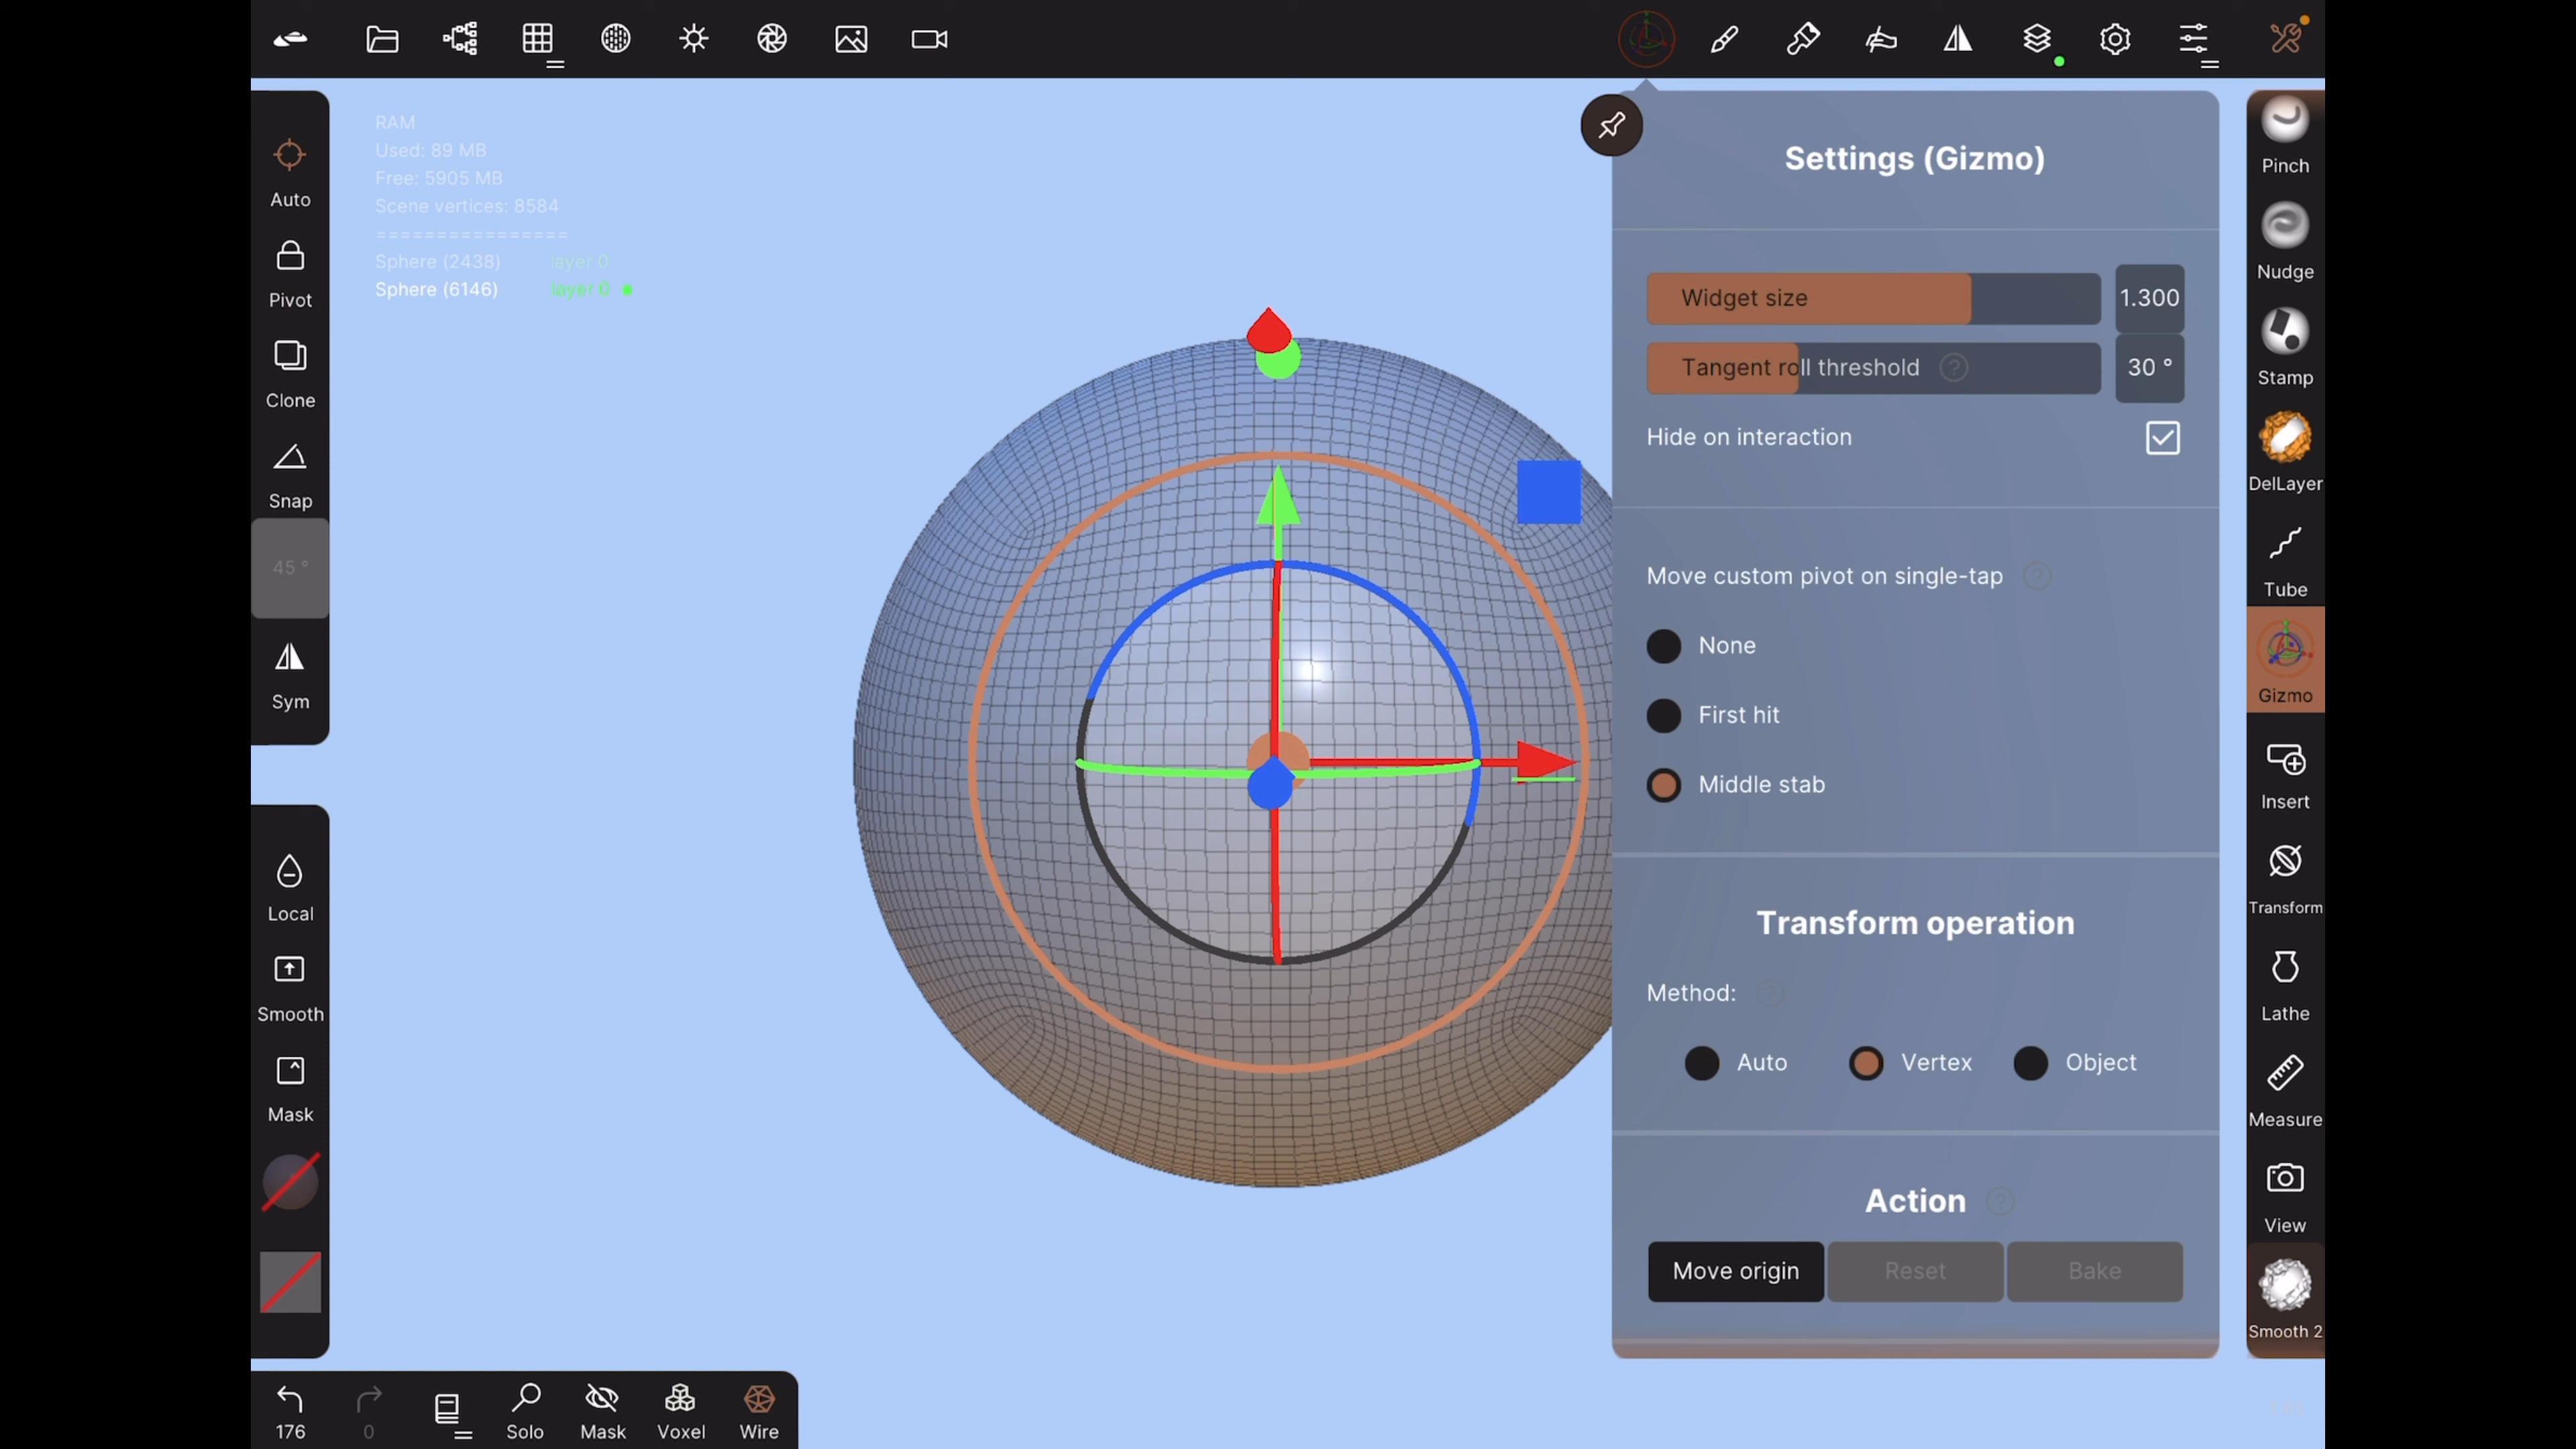 RAM
Used: 89 MB
Free: 5905 MB
Scene vertices: 8584
================
Sphere (2438) layer 0
Sphere (6146) layer 0
Auto
Pivot
Clone
Snap
45 °
Sym
Local
Smooth
Mask
176
0
Solo
Mask
Voxel
Wire
Settings (Gizmo)
Widget size 1.300
Tangent roll threshold ? 30 °
Hide on interaction
Move custom pivot on single-tap ?
None
First hit
Middle stab
Transform operation
Method: ?
Auto Vertex Object
Action ?
Move origin Reset Bake
Pinch
Nudge
Stamp
DelLayer
Tube
Gizmo
Insert
Transform
Lathe
Measure
View
Smooth 2